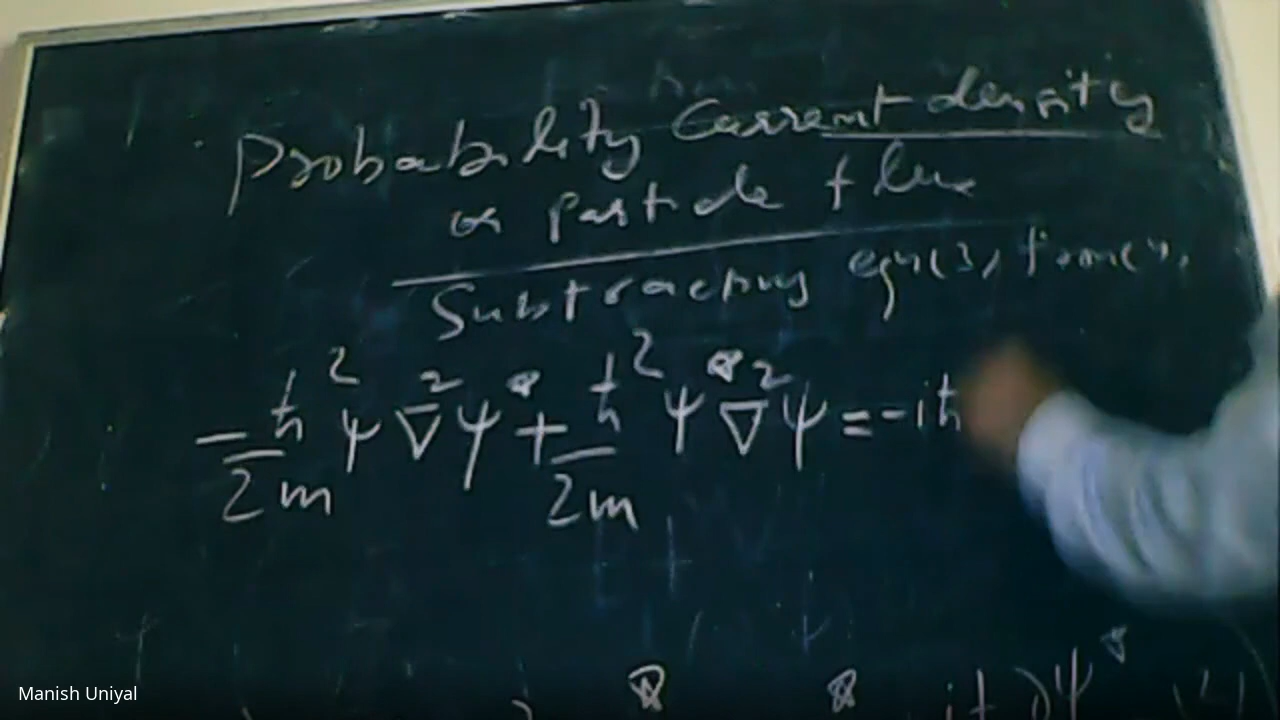 Probability Current density
or Particle flux
Subtracting eqn(3) from (4)
-ħ²/2m ψ∇²ψ* + ħ²/2m ψ*∇²ψ = -iħ
∂ψ* (4)
Manish Uniyal